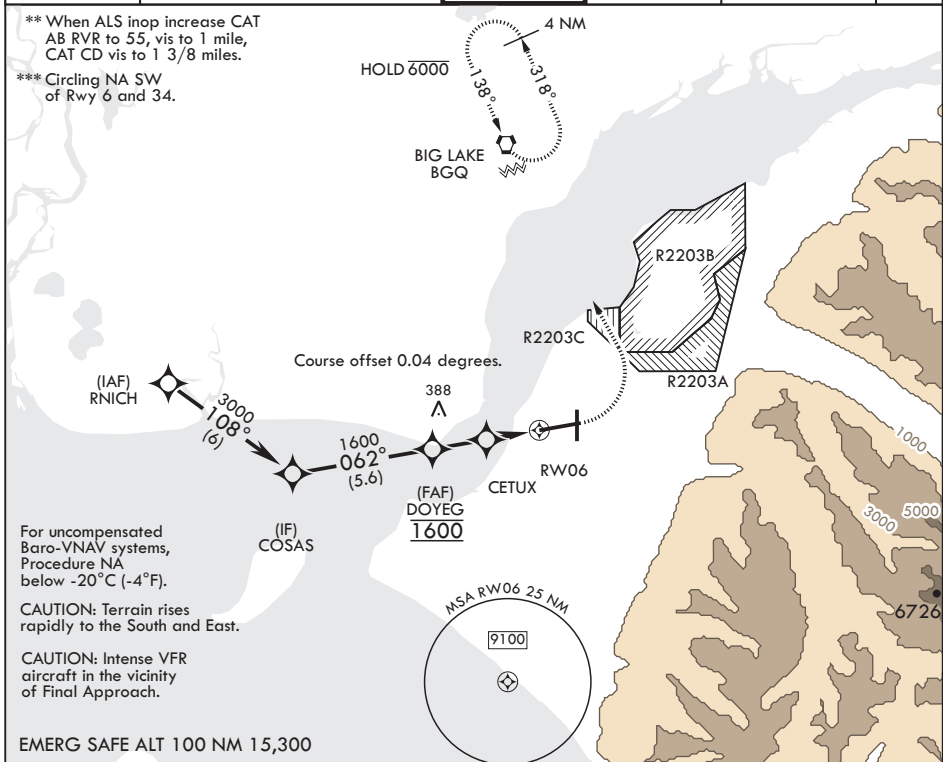 ** When ALS inop increase CAT
AB RVR to 55, vis to 1 mile,
CAT CD vis to 1 3/8 miles.
*** Circling NA SW
of Rwy 6 and 34.
4 NM
HOLD 6000
138°
318°
BIG LAKE
BGQ
R2203B
R2203C
R2203A
Course offset 0.04 degrees.
(IAF)
RNICH
3000
108°
(6)
388
1600
062°
(5.6)
(IF)
COSAS
(FAF)
DOYEG
1600
CETUX
RW06
1000
3000
5000
6726
For uncompensated
Baro-VNAV systems,
Procedure NA
below -20°C (-4°F).
CAUTION: Terrain rises
rapidly to the South and East.
CAUTION: Intense VFR
aircraft in the vicinity
of Final Approach.
MSA RW06 25 NM
9100
EMERG SAFE ALT 100 NM 15,300